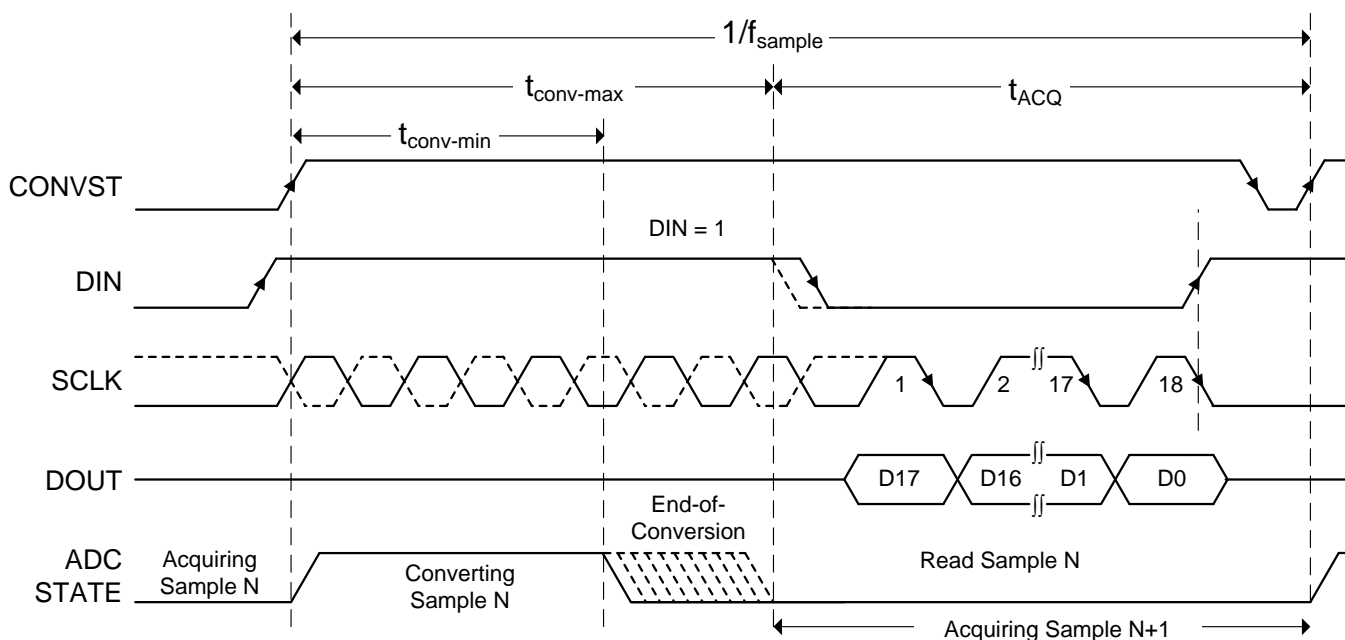 1/fsample
tconv-max
tACQ
tconv-min
CONVST
DIN = 1
DIN
SCLK
1 2 ∫∫ 17 18
DOUT
D17 D16 ∫∫ D1 D0
∫∫
End-of-
Conversion
ADC
STATE
Acquiring
Sample N
Converting
Sample N
Read Sample N
Acquiring Sample N+1